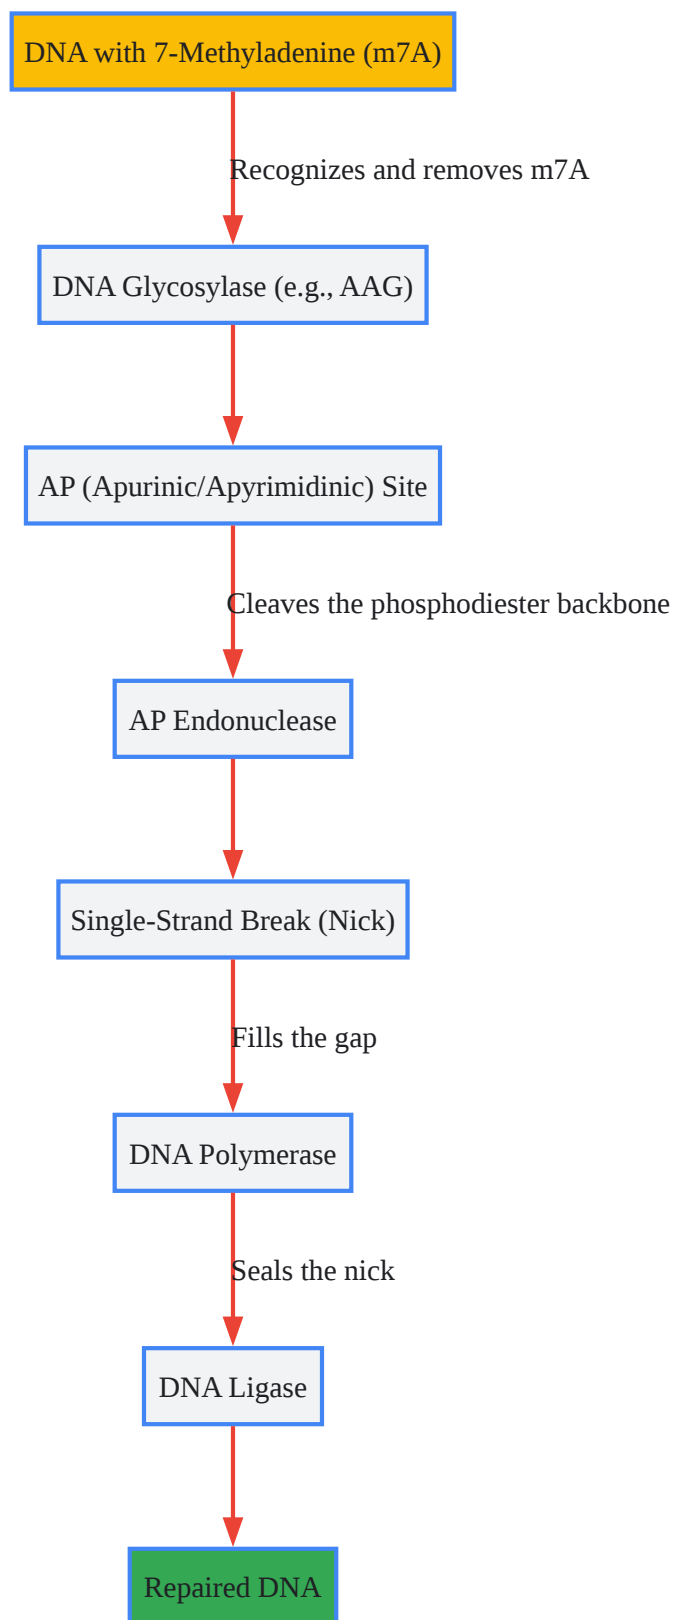 DNA with 7-Methyladenine (m7A)
Recognizes and removes m7A
DNA Glycosylase (e.g., AAG)
AP (Apurinic/Apyrimidinic) Site
Cleaves the phosphodiester backbone
AP Endonuclease
Single-Strand Break (Nick)
Fills the gap
DNA Polymerase
Seals the nick
DNA Ligase
Repaired DNA